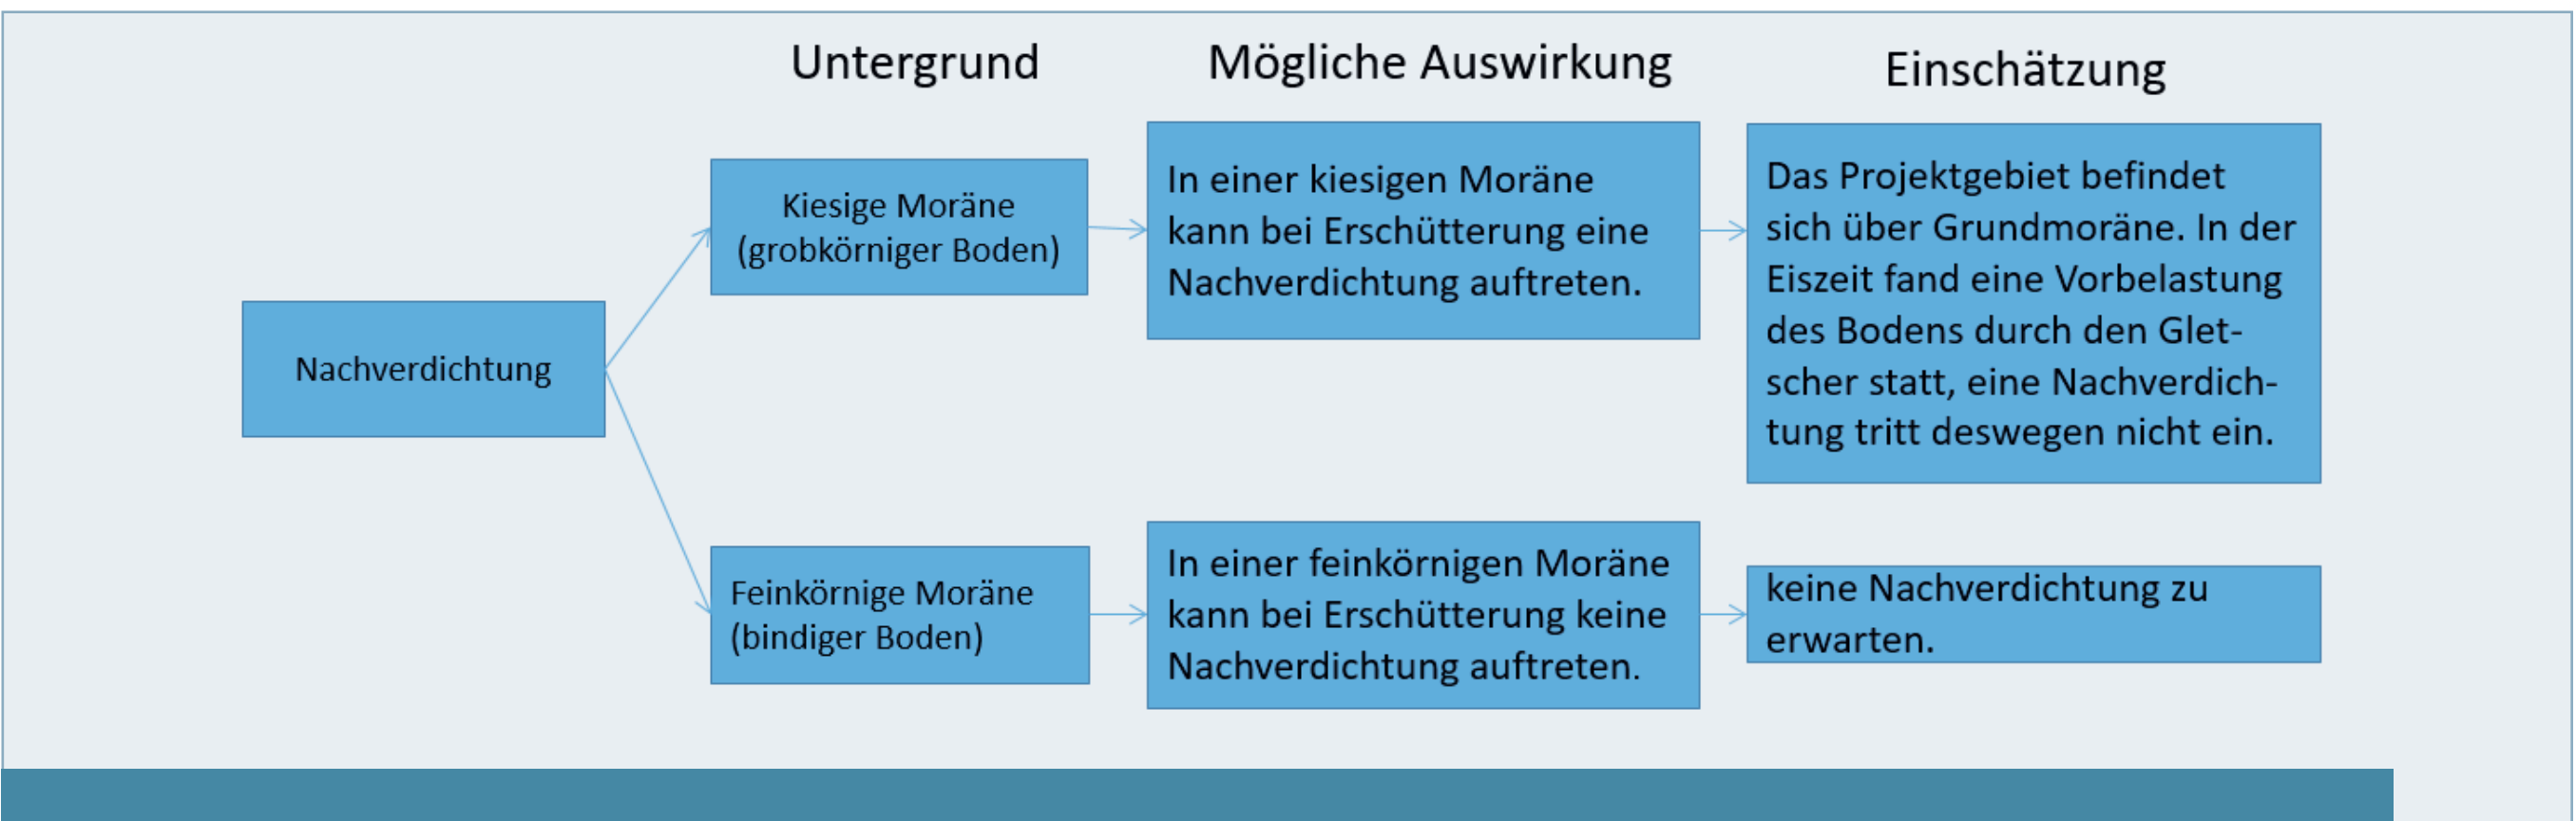 Untergrund
Mögliche Auswirkung
Einschätzung
Nachverdichtung
Kiesige Moräne
(grobkörniger Boden)
In einer kiesigen Moräne
kann bei Erschütterung eine
Nachverdichtung auftreten.
Das Projektgebiet befindet
sich über Grundmoräne. In der
Eiszeit fand eine Vorbelastung
des Bodens durch den Glet-
scher statt, eine Nachverdich-
tung tritt deswegen nicht ein.
Feinkörnige Moräne
(bindiger Boden)
In einer feinkörnigen Moräne
kann bei Erschütterung keine
Nachverdichtung auftreten.
keine Nachverdichtung zu
erwarten.